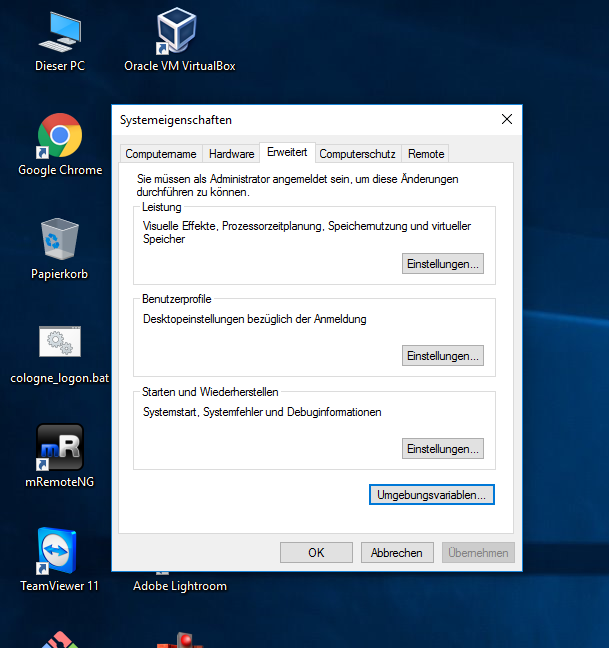 Dieser PC
Oracle VM VirtualBox
Google Chrome
Papierkorb
cologne_logon.bat
mR
mRemoteNG
TeamViewer 11
Adobe Lightroom
Systemeigenschaften
Computername
Hardware
Erweitert
Computerschutz
Remote
Sie müssen als Administrator angemeldet sein, um diese Änderungen
durchführen zu können.
Leistung
Visuelle Effekte, Prozessorzeitplanung, Speichernutzung und virtueller
Speicher
Einstellungen...
Benutzerprofile
Desktopeinstellungen bezüglich der Anmeldung
Einstellungen...
Starten und Wiederherstellen
Systemstart, Systemfehler und Debuginformationen
Einstellungen...
Umgebungsvariablen...
OK
Abbrechen
Übernehmen